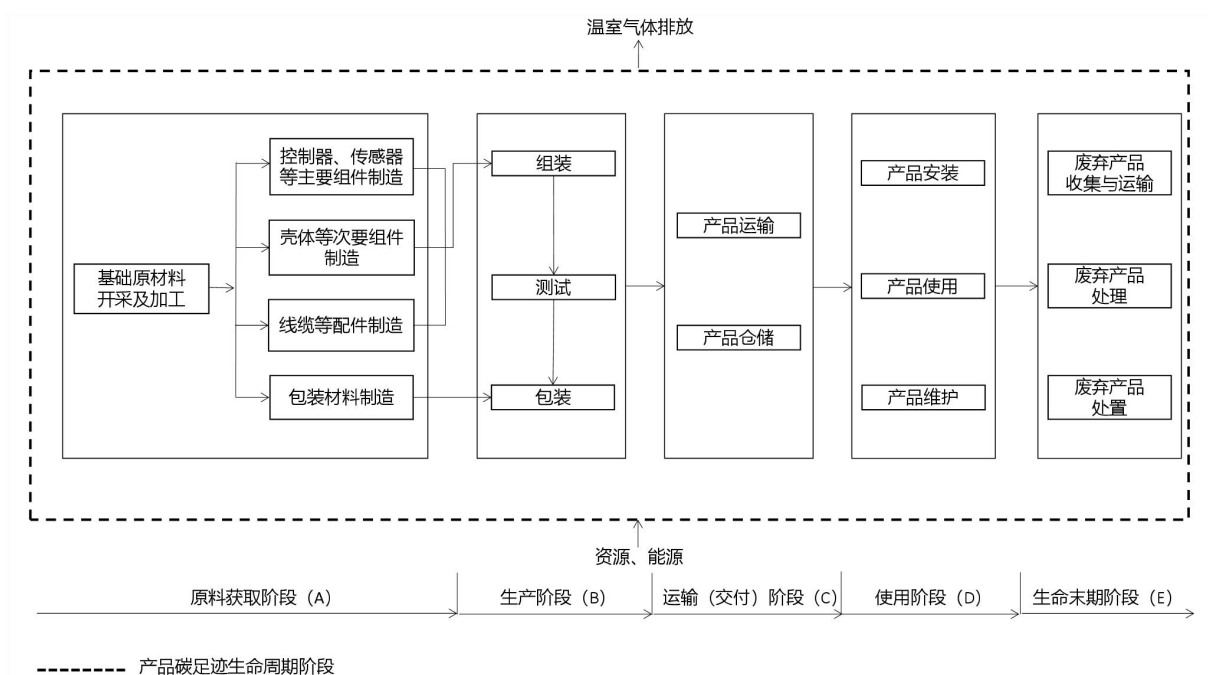 温室气体排放
基础原材料
开采及加工
控制器、传感器
等主要组件制造
壳体等次要组件
制造
线缆等配件制造
包装材料制造
组装
测试
包装
产品运输
产品仓储
产品安装
产品使用
产品维护
废弃产品
收集与运输
废弃产品
处理
废弃产品
处置
资源、能源
原料获取阶段（A）
生产阶段（B）
运输（交付）阶段（C）
使用阶段（D）
生命末期阶段（E）
产品碳足迹生命周期阶段